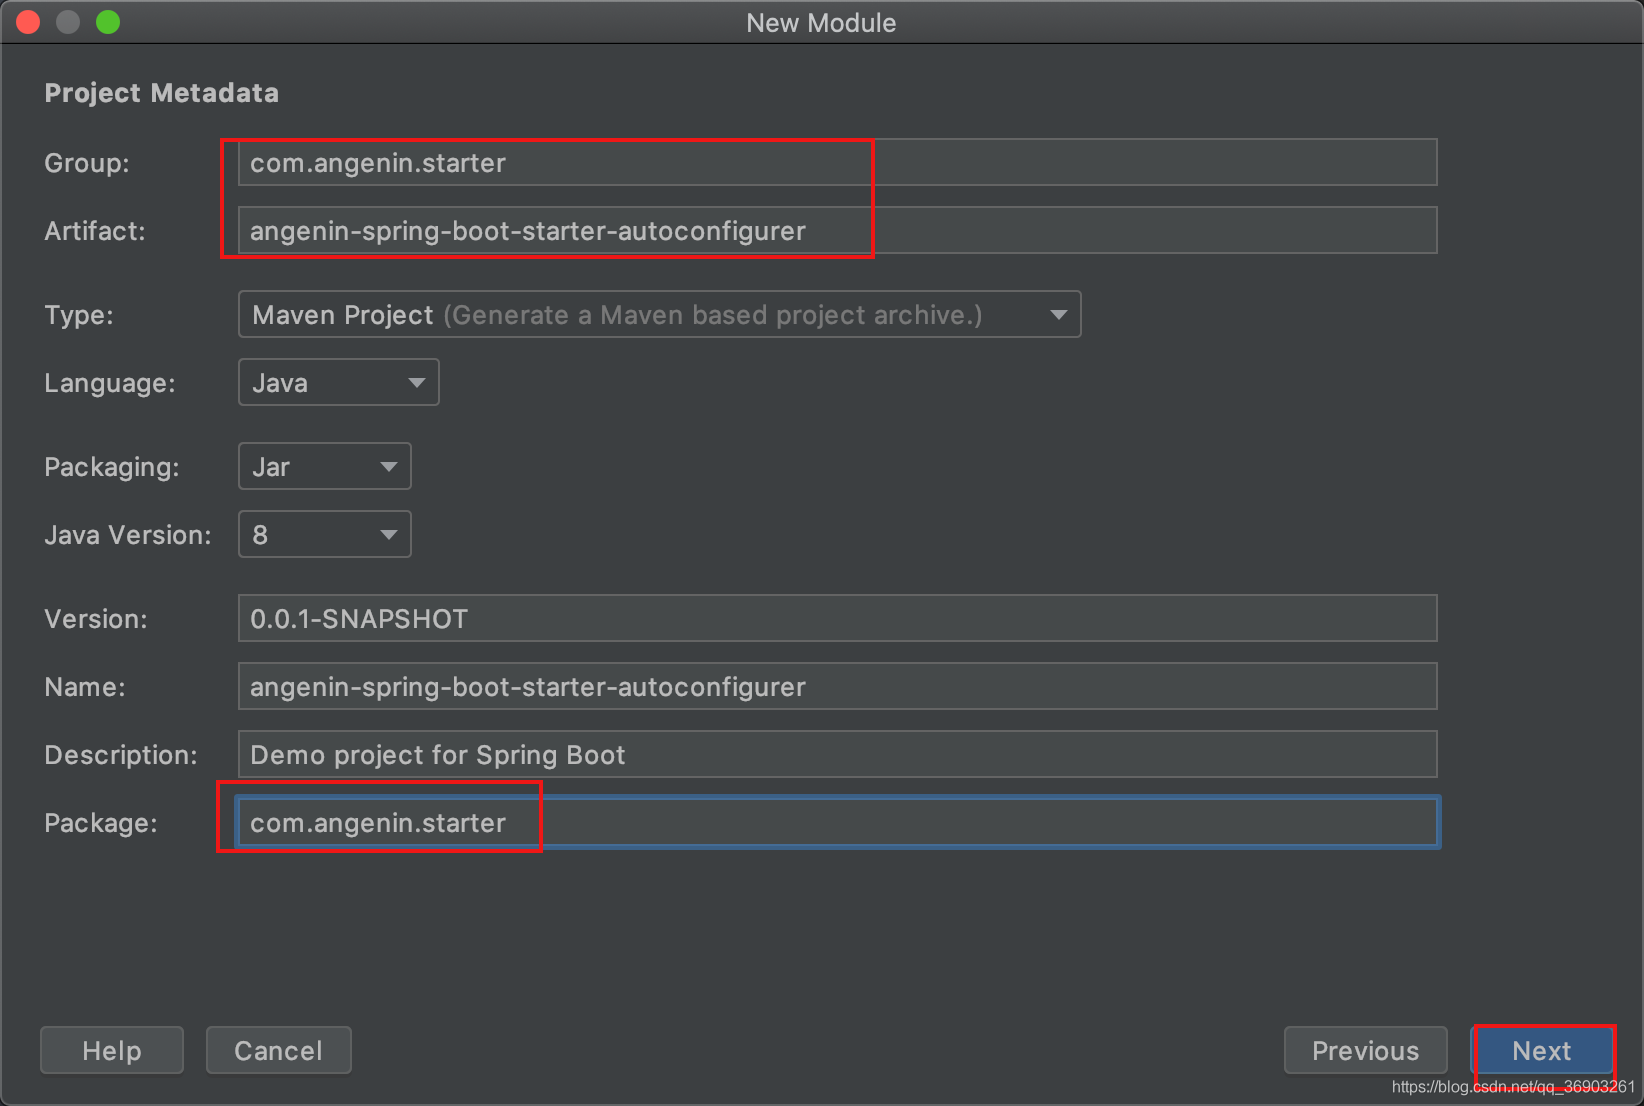 New Module
Project Metadata
Group: com.angenin.starter
Artifact: angenin-spring-boot-starter-autoconfigurer
Type: Maven Project (Generate a Maven based project archive.)
Language: Java
Packaging: Jar
Java Version: 8
Version: 0.0.1-SNAPSHOT
Name: angenin-spring-boot-starter-autoconfigurer
Description: Demo project for Spring Boot
Package: com.angenin.starter
Help Cancel Previous Next
https://blog.csdn.net/qq_36903261